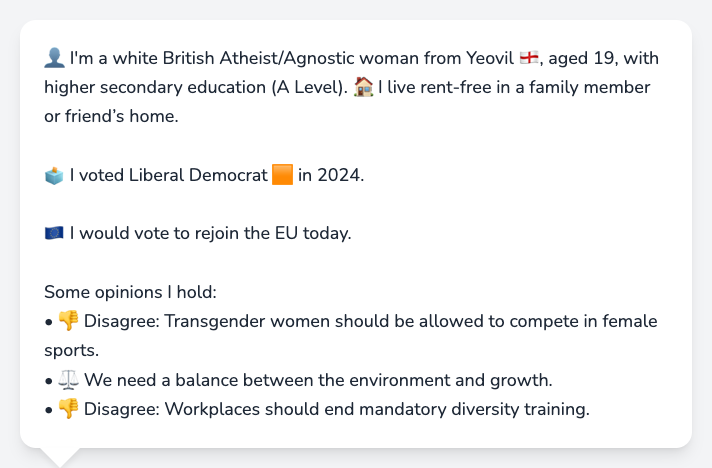 👤 I'm a white British Atheist/Agnostic woman from Yeovil 🏴󠁧󠁢󠁥󠁮󠁧󠁿, aged 19, with
higher secondary education (A Level). 🏠 I live rent-free in a family member
or friend’s home.
🗳️ I voted Liberal Democrat 🟧 in 2024.
🇪🇺 I would vote to rejoin the EU today.
Some opinions I hold:
• 👎 Disagree: Transgender women should be allowed to compete in female
sports.
• ⚖️ We need a balance between the environment and growth.
• 👎 Disagree: Workplaces should end mandatory diversity training.